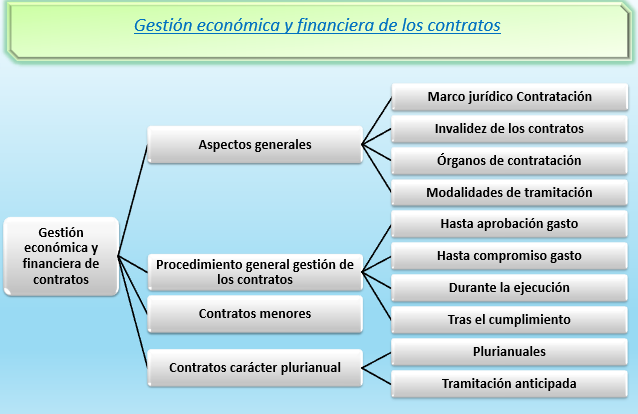 Gestión económica y financiera de los contratos
Gestión
económica y
financiera de
contratos
Aspectos generales
Marco jurídico Contratación
Invalidez de los contratos
Órganos de contratación
Modalidades de tramitación
Procedimiento general gestión de
los contratos
Hasta aprobación gasto
Hasta compromiso gasto
Durante la ejecución
Tras el cumplimiento
Contratos menores
Contratos carácter plurianual
Plurianuales
Tramitación anticipada